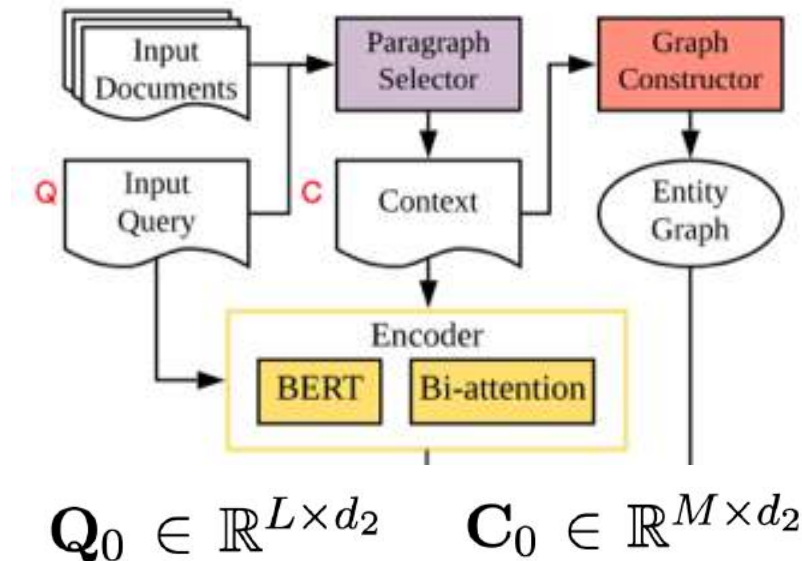 Input
Documents
Paragraph
Selector
Graph
Constructor
Q
Input
Query
C
Context
Entity
Graph
Encoder
BERT
Bi-attention
𝐐₀ ∈ ℝ^{L×d₂}
𝐂₀ ∈ ℝ^{M×d₂}